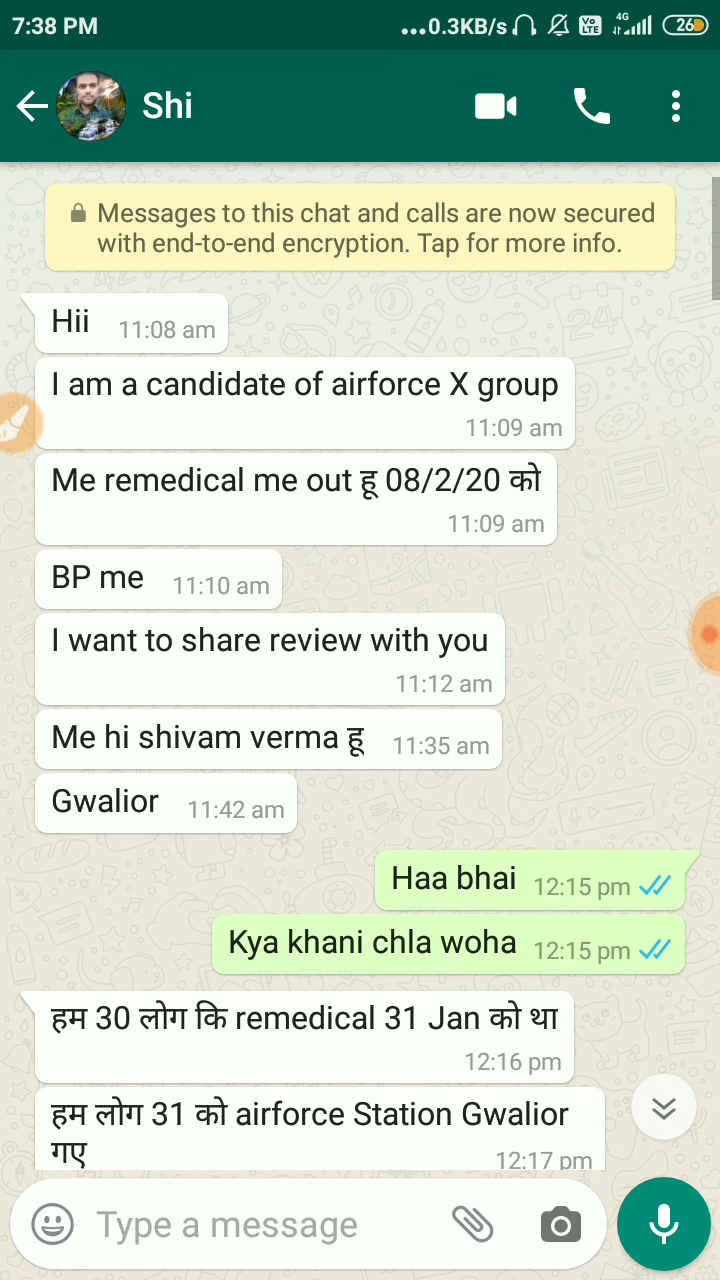 7:38 PM
...0.3KB/s Vo LTE 4G 26
Shi
Messages to this chat and calls are now secured
with end-to-end encryption. Tap for more info.
Hii 11:08 am
I am a candidate of airforce X group
11:09 am
Me remedical me out हू 08/2/20 को
11:09 am
BP me 11:10 am
I want to share review with you
11:12 am
Me hi shivam verma हू 11:35 am
Gwalior 11:42 am
Haa bhai 12:15 pm
Kya khani chla woha 12:15 pm
हम 30 लोग कि remedical 31 Jan को था
12:16 pm
हम लोग 31 को airforce Station Gwalior
गए 12:17 pm
Type a message